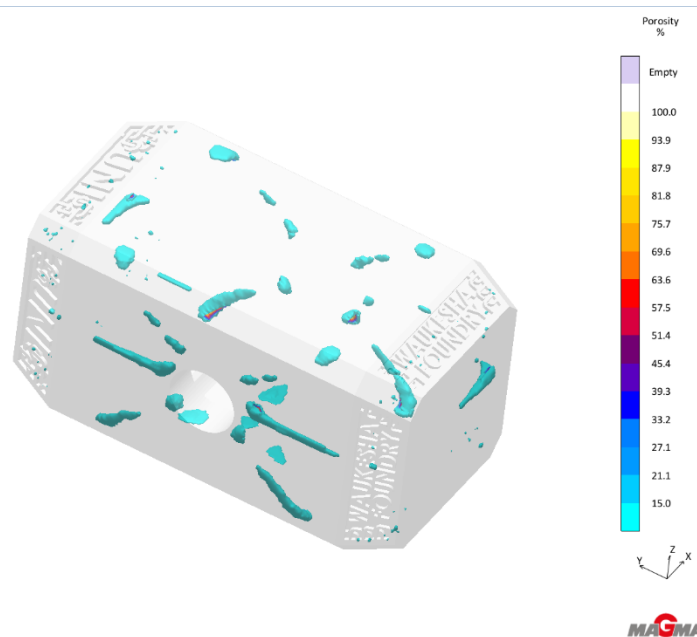 Porosity
%
Empty
100.0
93.9
87.9
81.8
75.7
69.6
63.6
57.5
51.4
45.4
39.3
33.2
27.1
21.1
15.0
WAUKESHA
FOUNDRY
WAUKESHA
FOUNDRY
Z
Y
X
MAGMA